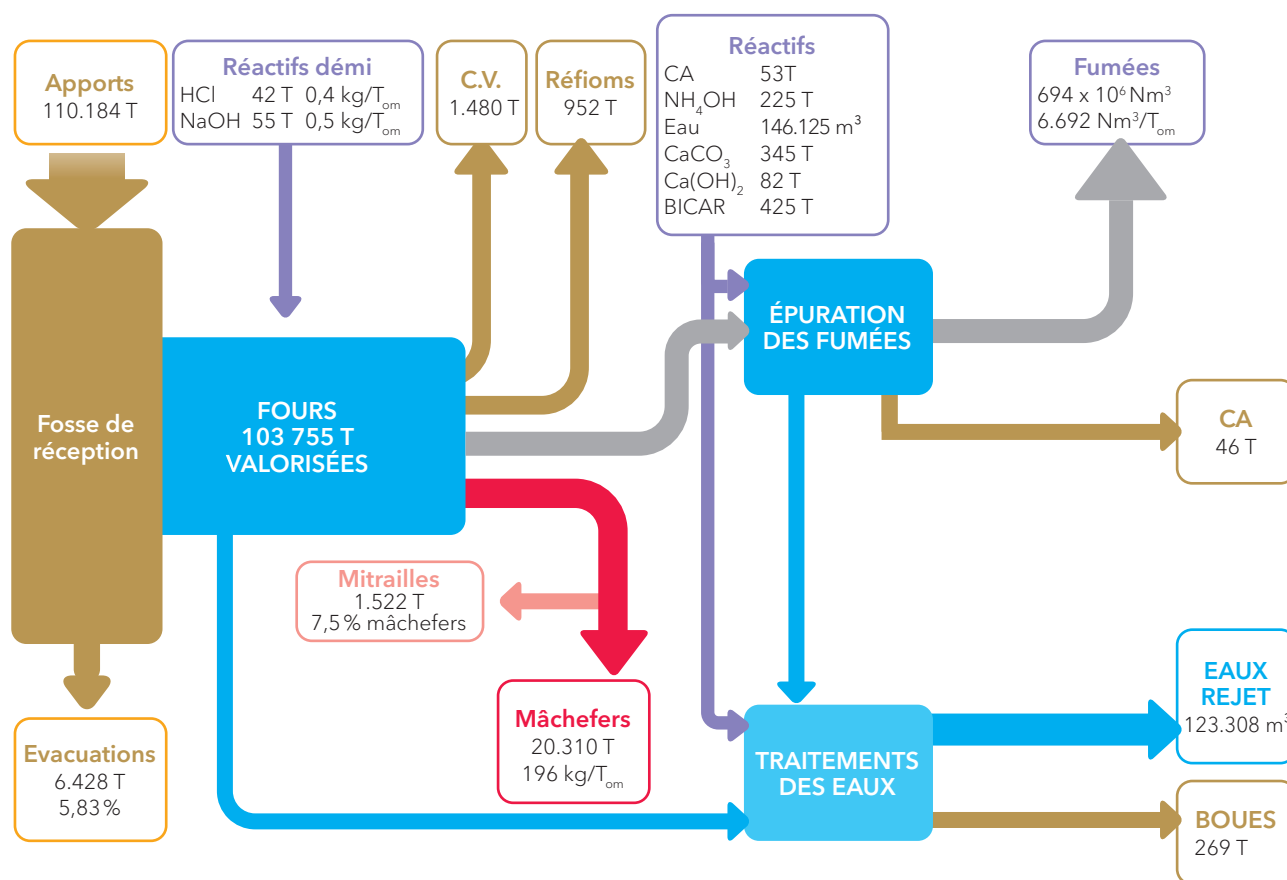 Apports
110.184 T
Réactifs démi
HCl 42 T 0,4 kg/Tom
NaOH 55 T 0,5 kg/Tom
C.V.
1.480 T
Réfioms
952 T
Réactifs
CA 53T
NH4OH 225 T
Eau 146.125 m³
CaCO3 345 T
Ca(OH)2 82 T
BICAR 425 T
Fumées
694 x 10⁶ Nm³
6.692 Nm³/Tom
Fosse de
réception
FOURS
103 755 T
VALORISÉES
ÉPURATION
DES FUMÉES
CA
46 T
Mitrailles
1.522 T
7,5 % mâchefers
Mâchefers
20.310 T
196 kg/Tom
Evacuations
6.428 T
5,83 %
TRAITEMENTS
DES EAUX
EAUX
REJET
123.308 m³
BOUES
269 T